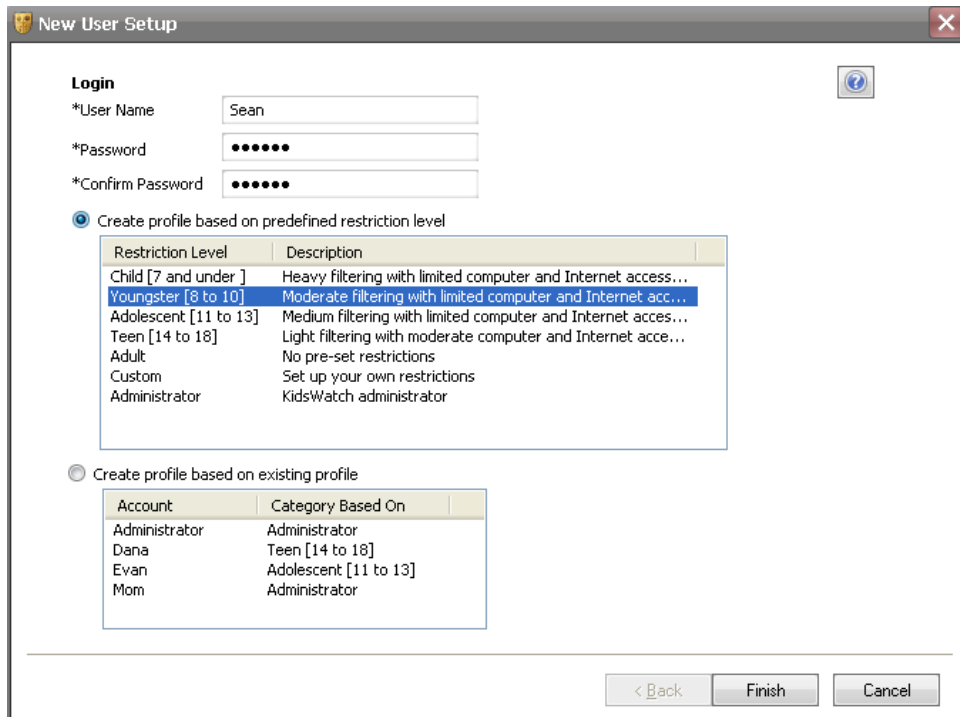 New User Setup
Login
*User Name Sean
*Password ●●●●●●
*Confirm Password ●●●●●●
Create profile based on predefined restriction level
Restriction Level Description
Child [7 and under ] Heavy filtering with limited computer and Internet access...
Youngster [8 to 10] Moderate filtering with limited computer and Internet acc...
Adolescent [11 to 13] Medium filtering with limited computer and Internet acces...
Teen [14 to 18] Light filtering with moderate computer and Internet acce...
Adult No pre-set restrictions
Custom Set up your own restrictions
Administrator KidsWatch administrator
Create profile based on existing profile
Account Category Based On
Administrator Administrator
Dana Teen [14 to 18]
Evan Adolescent [11 to 13]
Mom Administrator
< Back Finish Cancel